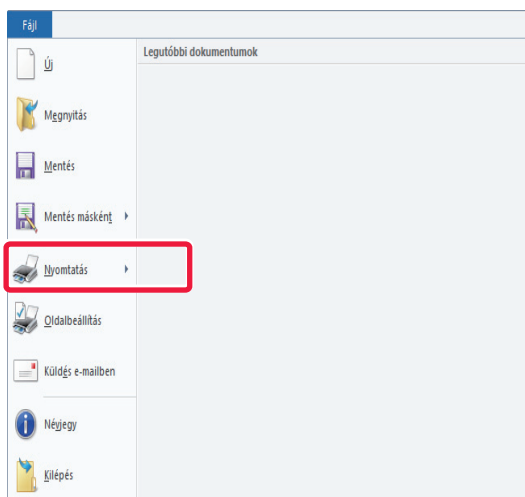 Fájl
Legutóbbi dokumentumok
Új
Megnyitás
Mentés
Mentés másként
Nyomtatás
Oldalbeállítás
Küldés e-mailben
Névjegy
Kilépés